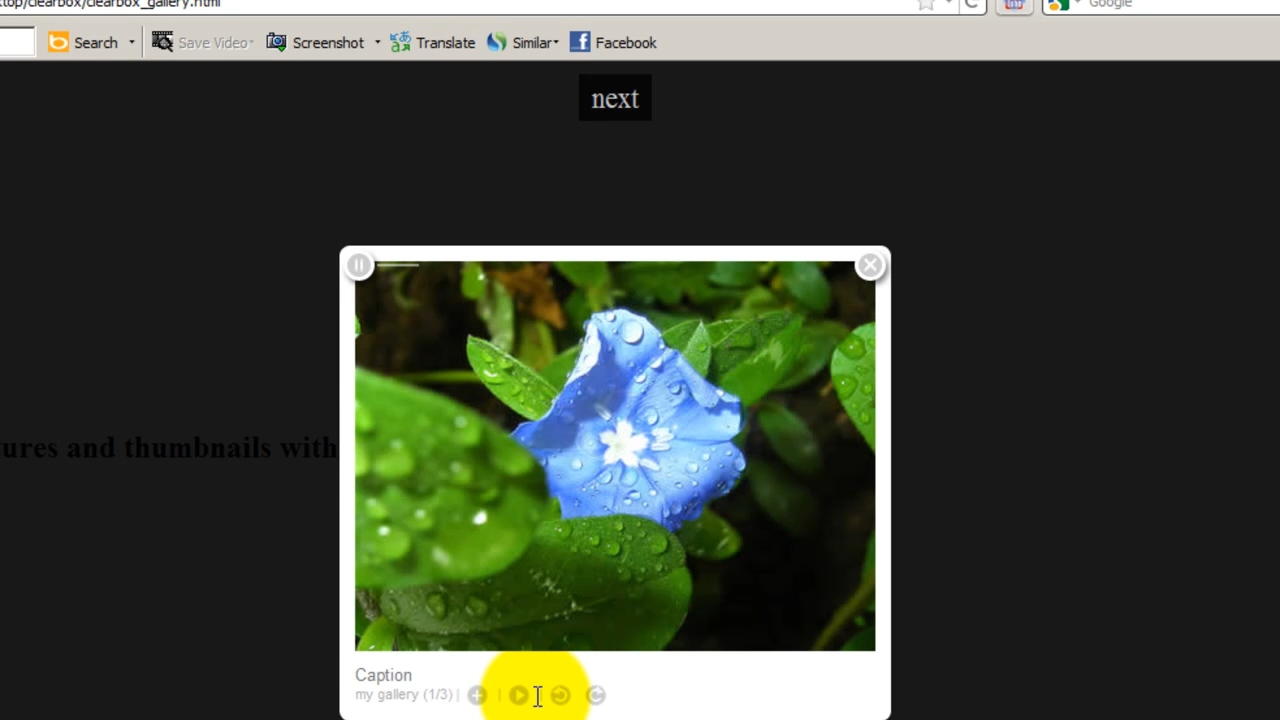 top/clearbox/clearbox_gallery.html
Google
Search
Save Video
Screenshot
Translate
Similar
Facebook
next
ures and thumbnails with
Caption
my gallery (1/3) |